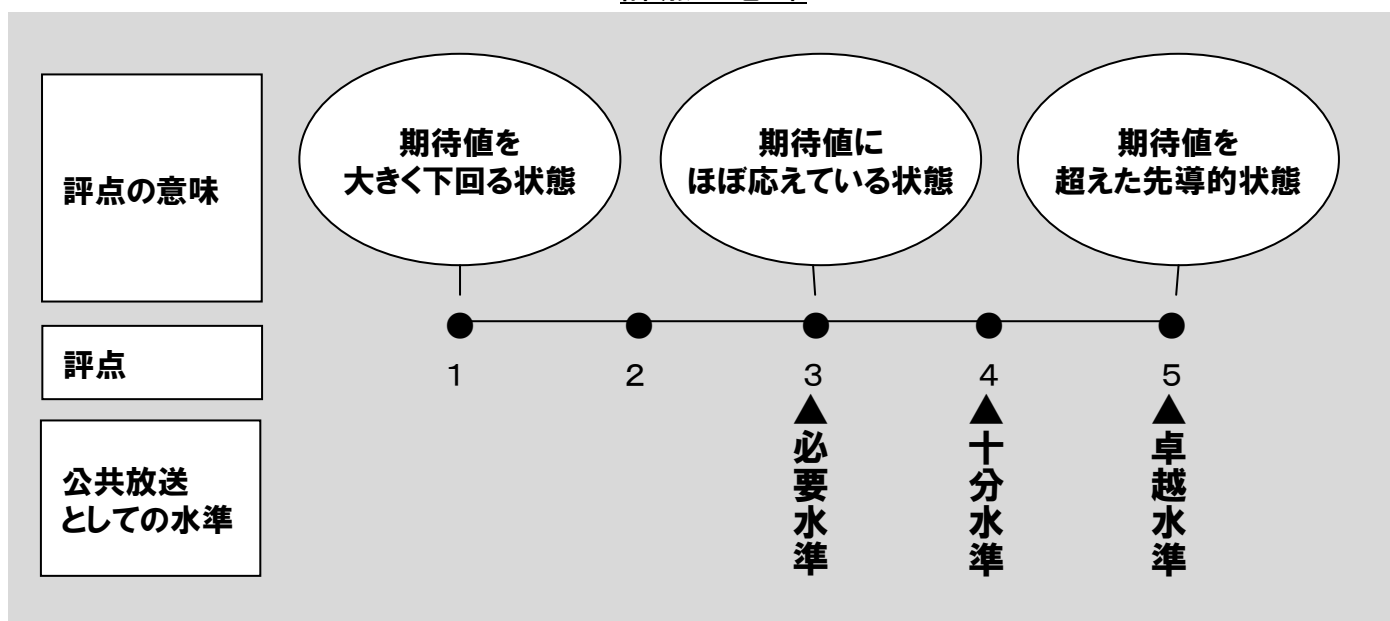 評点の意味
期待値を
大きく下回る状態
期待値に
ほぼ応えている状態
期待値を
超えた先導的状態
評点
1
2
3
4
5
公共放送
としての水準
▲必要水準
▲十分水準
▲卓越水準